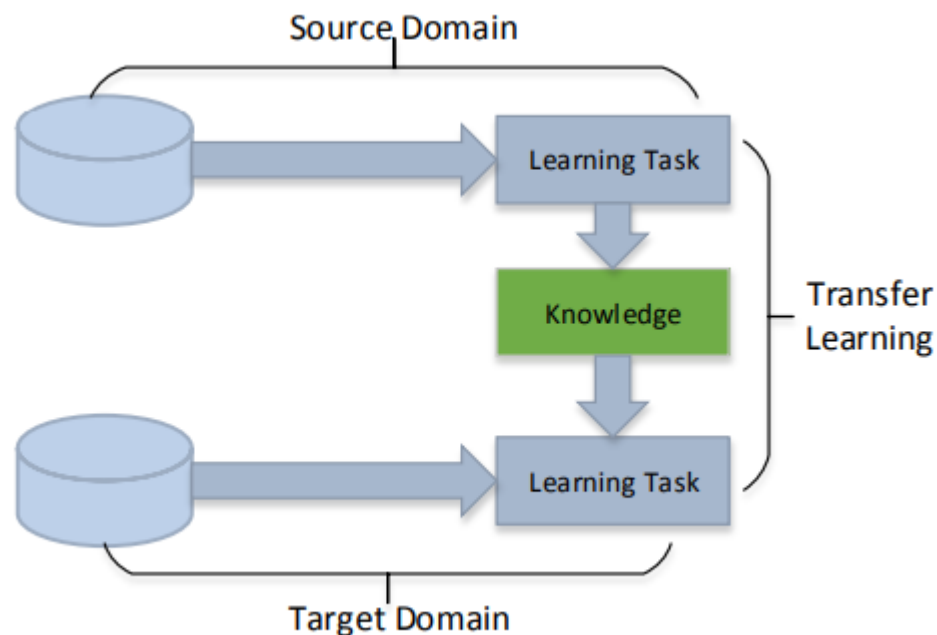 Source Domain
Learning Task
Knowledge
Transfer
Learning
Learning Task
Target Domain